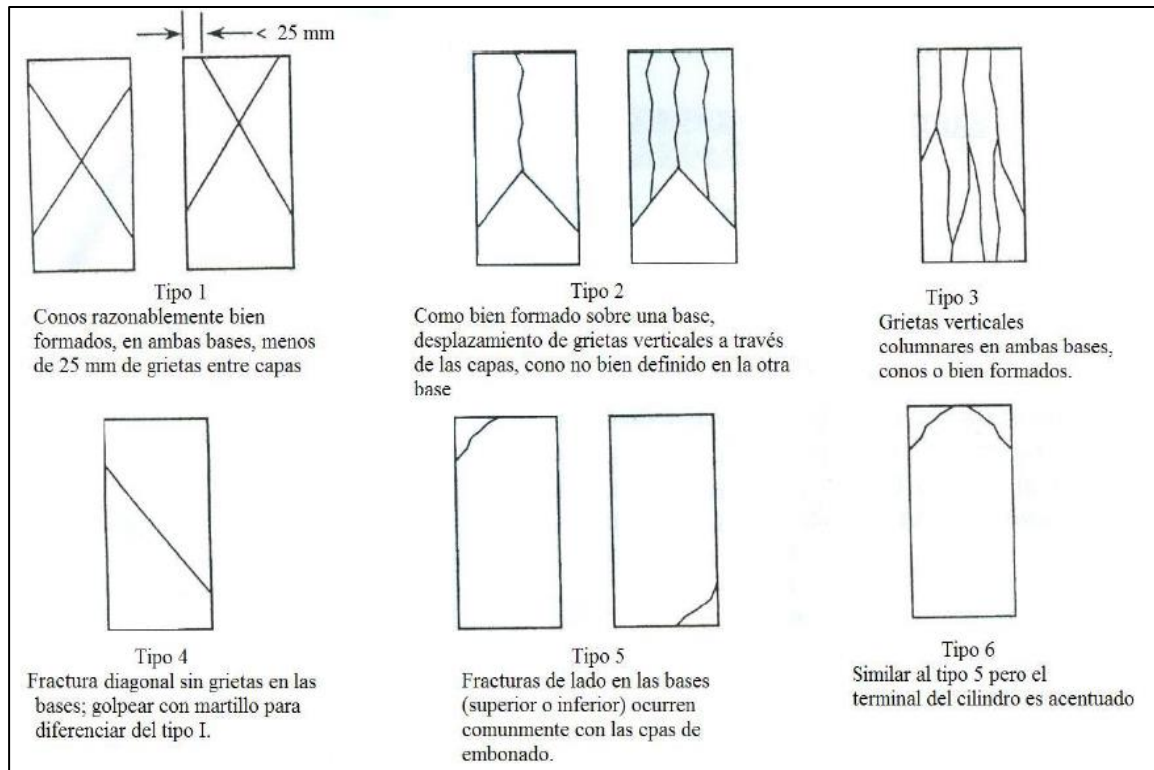 < 25 mm
Tipo 1
Conos razonablemente bien
formados, en ambas bases, menos
de 25 mm de grietas entre capas
Tipo 2
Como bien formado sobre una base,
desplazamiento de grietas verticales a través
de las capas, cono no bien definido en la otra
base
Tipo 3
Grietas verticales
columnares en ambas bases,
conos o bien formados.
Tipo 4
Fractura diagonal sin grietas en las
bases; golpear con martillo para
diferenciar del tipo I.
Tipo 5
Fracturas de lado en las bases
(superior o inferior) ocurren
comunmente con las cpas de
embonado.
Tipo 6
Similar al tipo 5 pero el
terminal del cilindro es acentuado